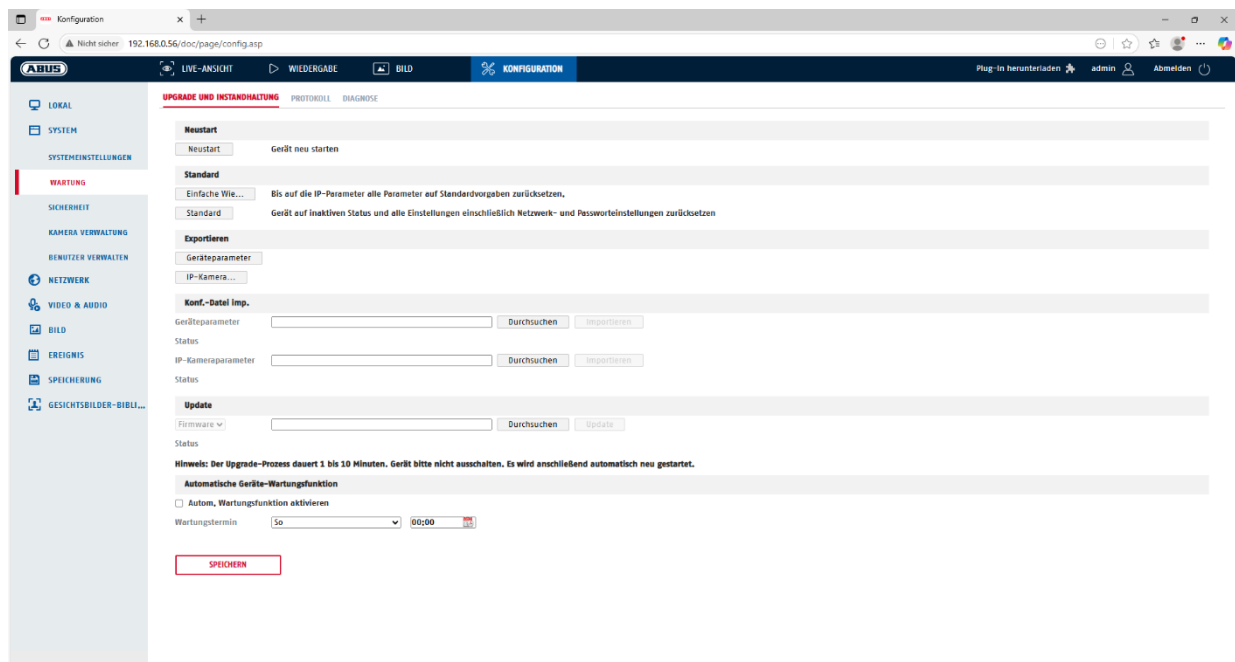 Konfiguration
Nicht sicher 192.168.0.56/doc/page/config.asp
ABUS LIVE-ANSICHT WIEDERGABE BILD KONFIGURATION Plug-in herunterladen admin Abmelden
LOKAL
SYSTEM
SYSTEMEINSTELLUNGEN
WARTUNG
SICHERHEIT
KAMERA VERWALTUNG
BENUTZER VERWALTEN
NETZWERK
VIDEO & AUDIO
BILD
EREIGNIS
SPEICHERUNG
GESICHTSBILDER-BIBLI...
UPGRADE UND INSTANDHALTUNG PROTOKOLL DIAGNOSE
Neustart
Neustart Gerät neu starten
Standard
Einfache Wie... Bis auf die IP-Parameter alle Parameter auf Standardvorgaben zurücksetzen.
Standard Gerät auf inaktiven Status und alle Einstellungen einschließlich Netzwerk- und Passworteinstellungen zurücksetzen
Exportieren
Geräteparameter
IP-Kamera...
Konf.-Datei imp.
Geräteparameter Durchsuchen Importieren
Status
IP-Kameraparameter Durchsuchen Importieren
Status
Update
Firmware Durchsuchen Update
Status
Hinweis: Der Upgrade-Prozess dauert 1 bis 10 Minuten. Gerät bitte nicht ausschalten. Es wird anschließend automatisch neu gestartet.
Automatische Geräte-Wartungsfunktion
Autom. Wartungsfunktion aktivieren
Wartungstermin So 00:00
SPEICHERN